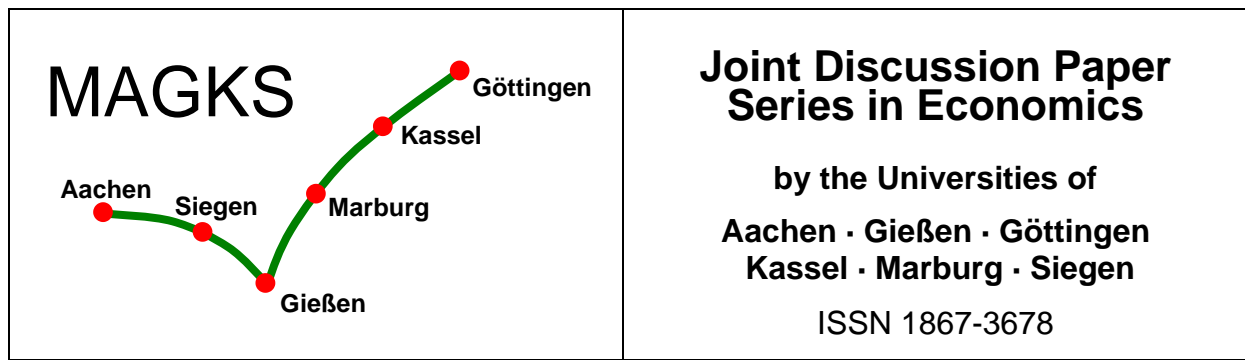 MAGKS
Göttingen
Kassel
Aachen
Siegen
Marburg
Gießen
Joint Discussion Paper
Series in Economics
by the Universities of
Aachen · Gießen · Göttingen
Kassel · Marburg · Siegen
ISSN 1867-3678